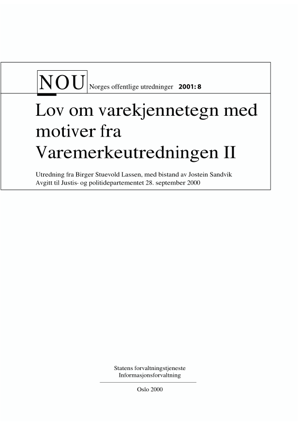 NOU Norges offentlige utredninger 2001: 8
Lov om varekjennetegn med
motiver fra
Varemerkeutredningen II
Utredning fra Birger Stuevold Lassen, med bistand av Jostein Sandvik
Avgitt til Justis- og politidepartementet 28. september 2000
Statens forvaltningstjeneste
Informasjonsforvaltning
Oslo 2000